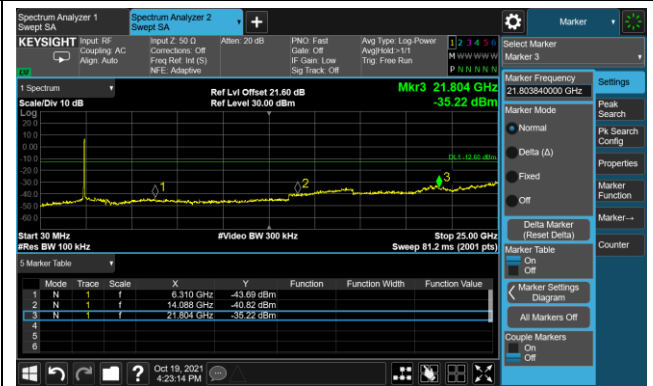 Spectrum Analyzer 1
Swept SA
Spectrum Analyzer 2
Swept SA
+
Marker
KEYSIGHT
Input: RF
Coupling: AC
Align: Auto
Input Z: 50 Ω
Corrections: Off
Freq Ref: Int (S)
NFE: Adaptive
Atten: 20 dB
PNO: Fast
Gate: Off
IF Gain: Low
Sig Track: Off
Avg Type: Log-Power
Avg|Hold:>1/1
Trig: Free Run
1 2 3 4 5 6
M W W W W W
P N N N N N
Select Marker
Marker 3
1 Spectrum
Scale/Div 10 dB
Ref Lvl Offset 21.60 dB
Ref Level 30.00 dBm
Mkr3 21.804 GHz
-35.22 dBm
Log
20.0
10.0
0.00
-10.0
-20.0
-30.0
-40.0
-50.0
-60.0
DL1 -12.60 dBm
1
2
3
Start 30 MHz
#Res BW 100 kHz
#Video BW 300 kHz
Stop 25.00 GHz
Sweep 81.2 ms (2001 pts)
5 Marker Table
Mode Trace Scale X Y Function Function Width Function Value
1 N 1 f 6.310 GHz -43.69 dBm
2 N 1 f 14.088 GHz -40.82 dBm
3 N 1 f 21.804 GHz -35.22 dBm
4
5
6
Marker Frequency
21.803840000 GHz
Marker Mode
Normal
Delta (Δ)
Fixed
Off
Delta Marker
(Reset Delta)
Marker Table
On
Off
Marker Settings
Diagram
All Markers Off
Couple Markers
On
Off
Settings
Peak
Search
Pk Search
Config
Properties
Marker
Function
Marker→
Counter
?
Oct 19, 2021
4:23:14 PM